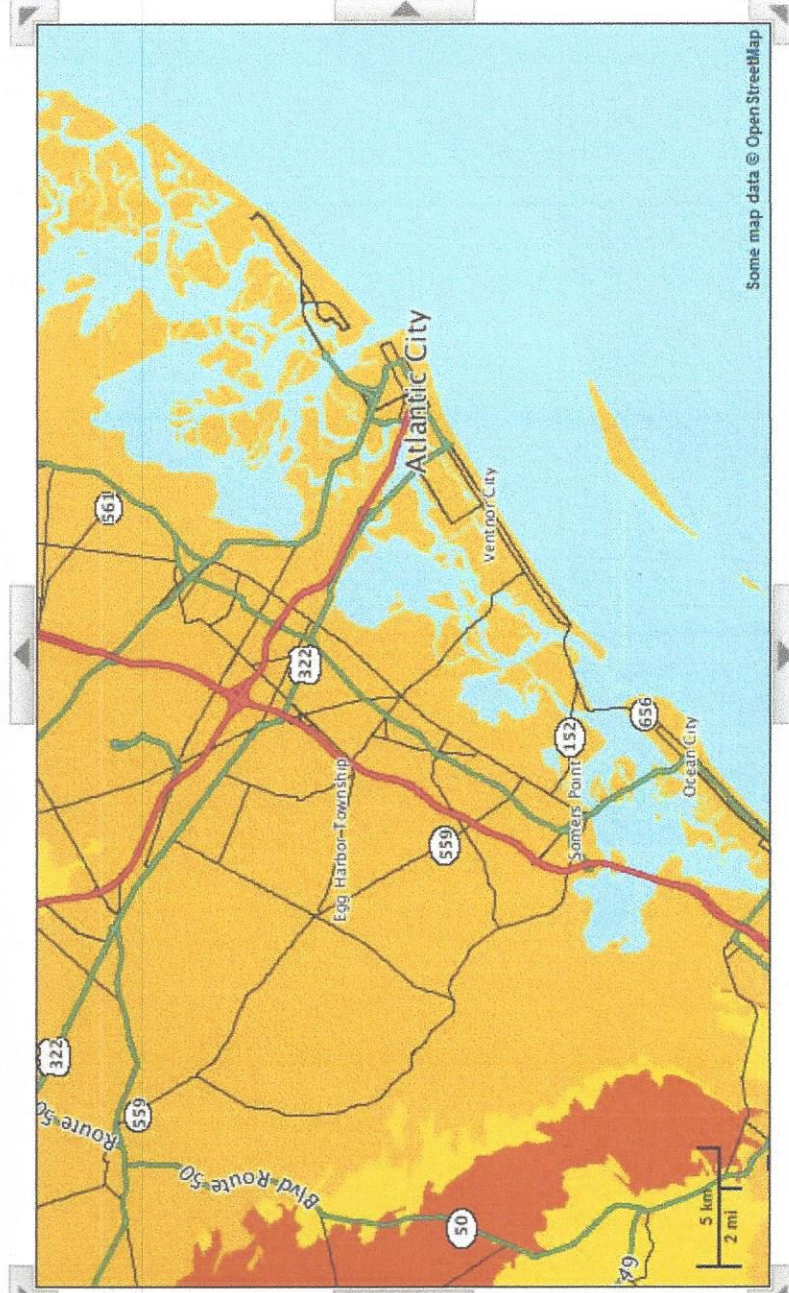 561
Atlantic City
Ventnor City
322
152
656
Ocean City
Somers Point
Egg Harbor Township
559
322
Route 50
559
Blvd Route 50
50
49
5 km
2 mi
Some map data © OpenStreetMap